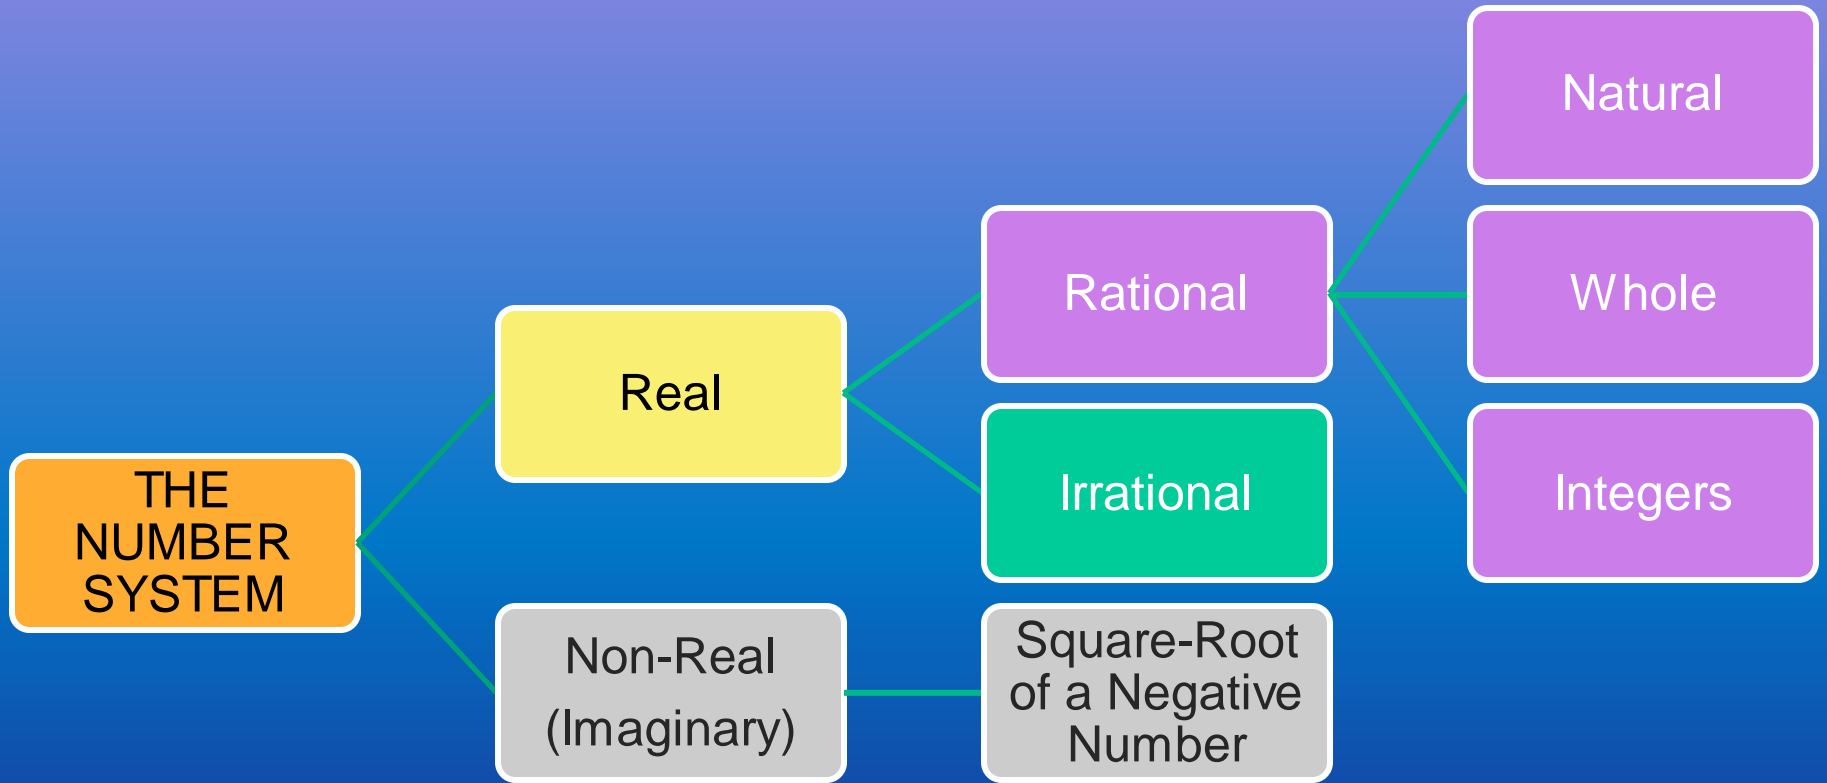 THE
NUMBER
SYSTEM
Real
Non-Real
(Imaginary)
Rational
Irrational
Square-Root
of a Negative
Number
Natural
Whole
Integers